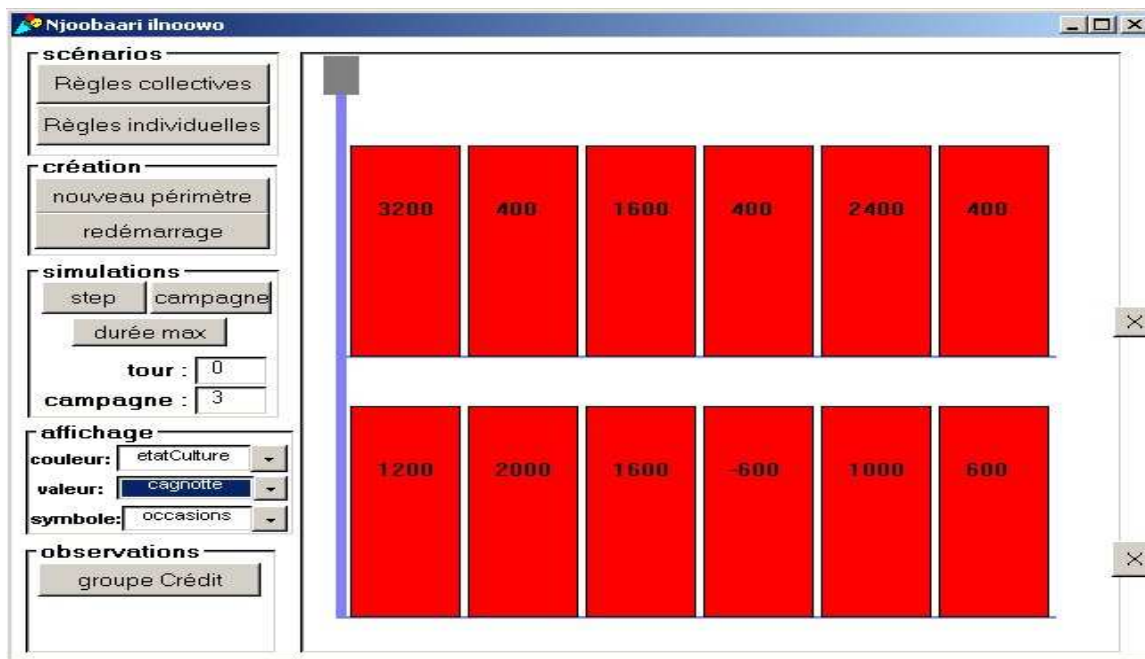 Njoobaari ilnoowo
scénarios
Règles collectives
Règles individuelles
création
nouveau périmètre
redémarrage
simulations
step campagne
durée max
tour : 0
campagne : 3
affichage
couleur: etatCulture
valeur: cagnotte
symbole: occasions
observations
groupe Crédit
3200 400 1600 400 2400 400
1200 2000 1600 -600 1000 600